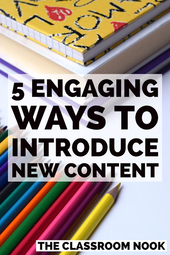 5 ENGAGING
WAYS TO
INTRODUCE
NEW CONTENT
THE CLASSROOM NOOK